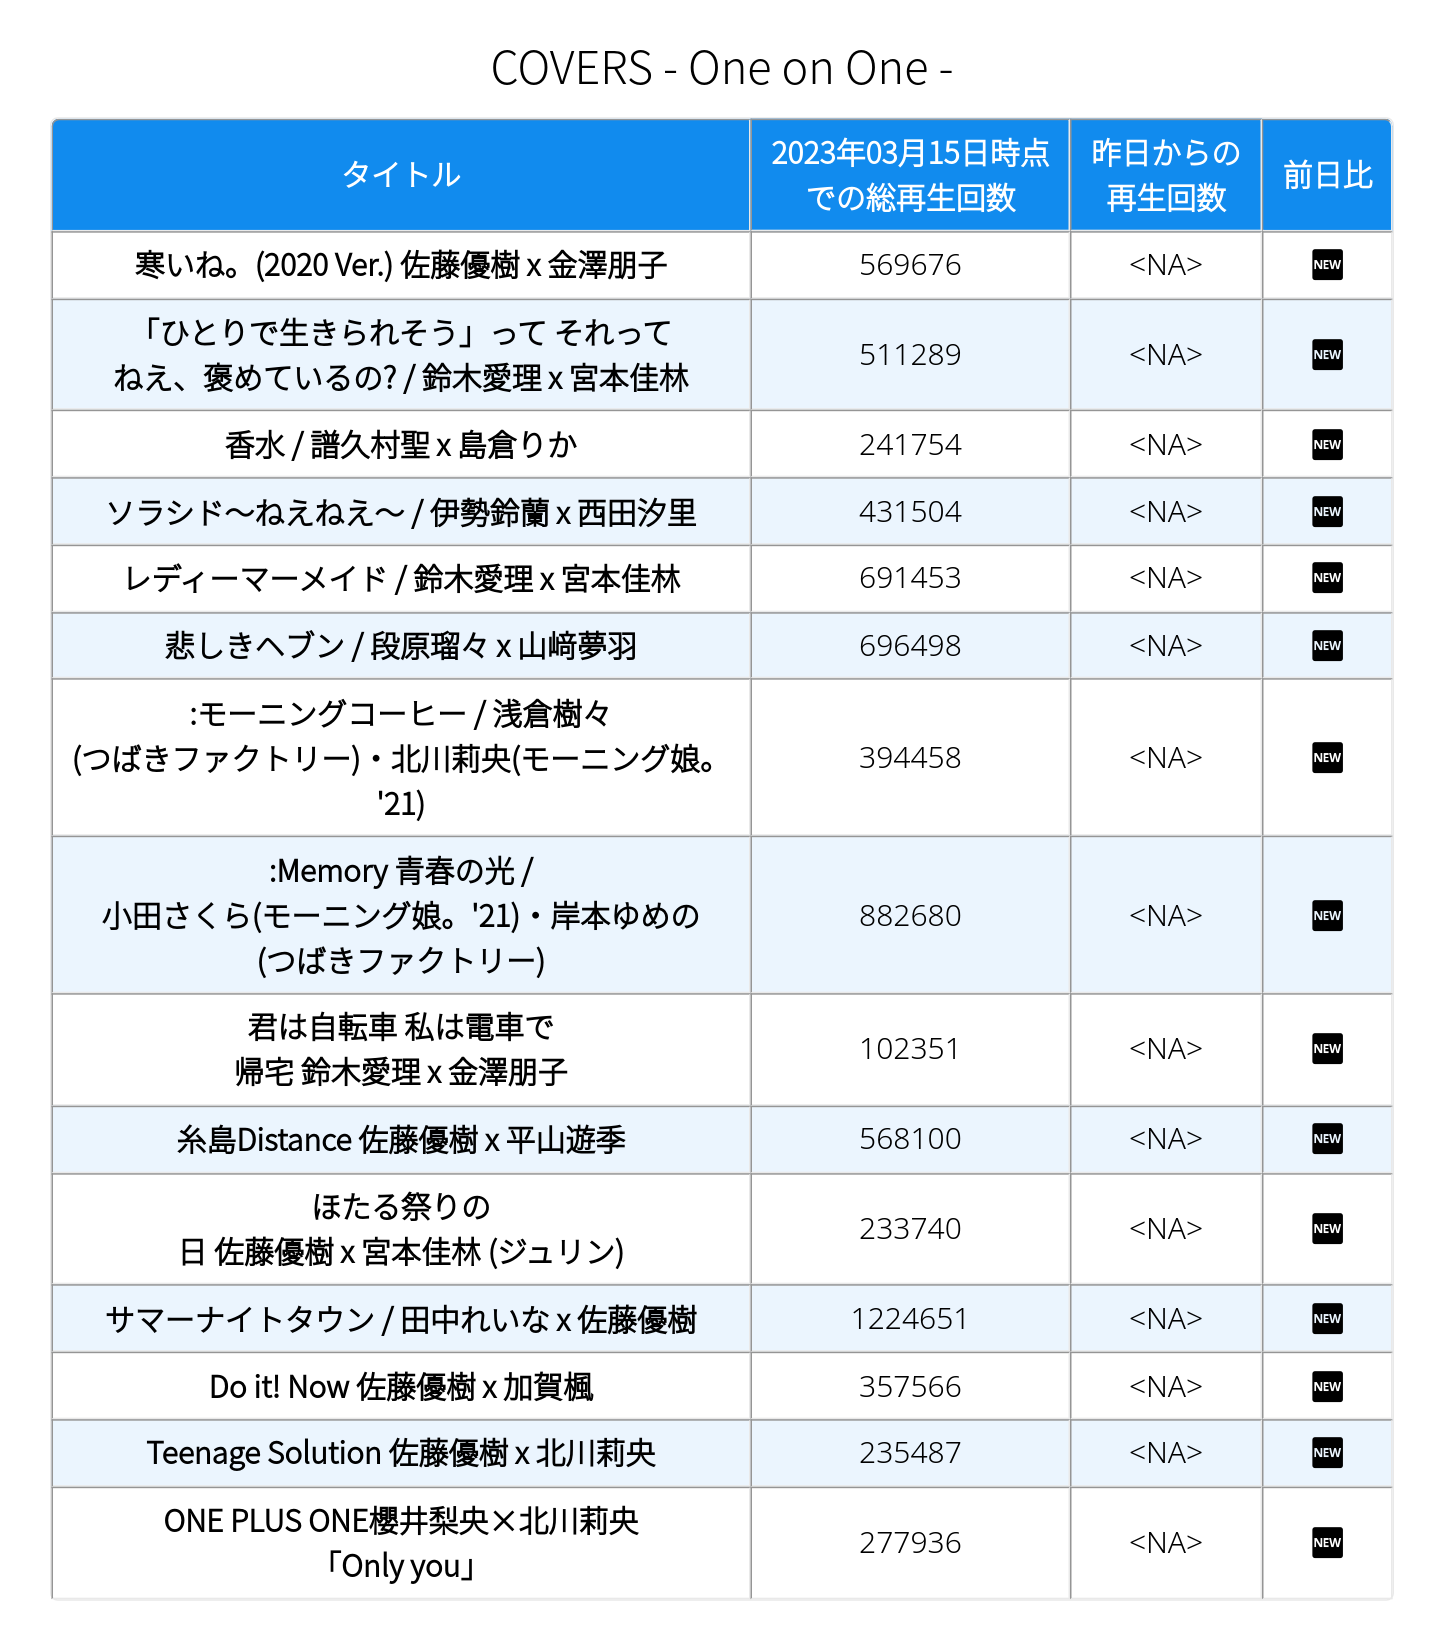 COVERS - One on One -
タイトル
2023年03月15日時点
での総再生回数
昨日からの
再生回数
前日比
寒いね。(2020 Ver.) 佐藤優樹 x 金澤朋子
569676
<NA>
NEW
「ひとりで生きられそう」って それって
ねえ、褒めているの? / 鈴木愛理 x 宮本佳林
511289
<NA>
NEW
香水 / 譜久村聖 x 島倉りか
241754
<NA>
NEW
ソラシド〜ねえねえ〜 / 伊勢鈴蘭 x 西田汐里
431504
<NA>
NEW
レディーマーメイド / 鈴木愛理 x 宮本佳林
691453
<NA>
NEW
悲しきヘブン / 段原瑠々 x 山﨑夢羽
696498
<NA>
NEW
:モーニングコーヒー / 浅倉樹々
(つばきファクトリー)・北川莉央(モーニング娘。
'21)
394458
<NA>
NEW
:Memory 青春の光 /
小田さくら(モーニング娘。'21)・岸本ゆめの
(つばきファクトリー)
882680
<NA>
NEW
君は自転車 私は電車で
帰宅 鈴木愛理 x 金澤朋子
102351
<NA>
NEW
糸島Distance 佐藤優樹 x 平山遊季
568100
<NA>
NEW
ほたる祭りの
日 佐藤優樹 x 宮本佳林 (ジュリン)
233740
<NA>
NEW
サマーナイトタウン / 田中れいな x 佐藤優樹
1224651
<NA>
NEW
Do it! Now 佐藤優樹 x 加賀楓
357566
<NA>
NEW
Teenage Solution 佐藤優樹 x 北川莉央
235487
<NA>
NEW
ONE PLUS ONE櫻井梨央×北川莉央
「Only you」
277936
<NA>
NEW